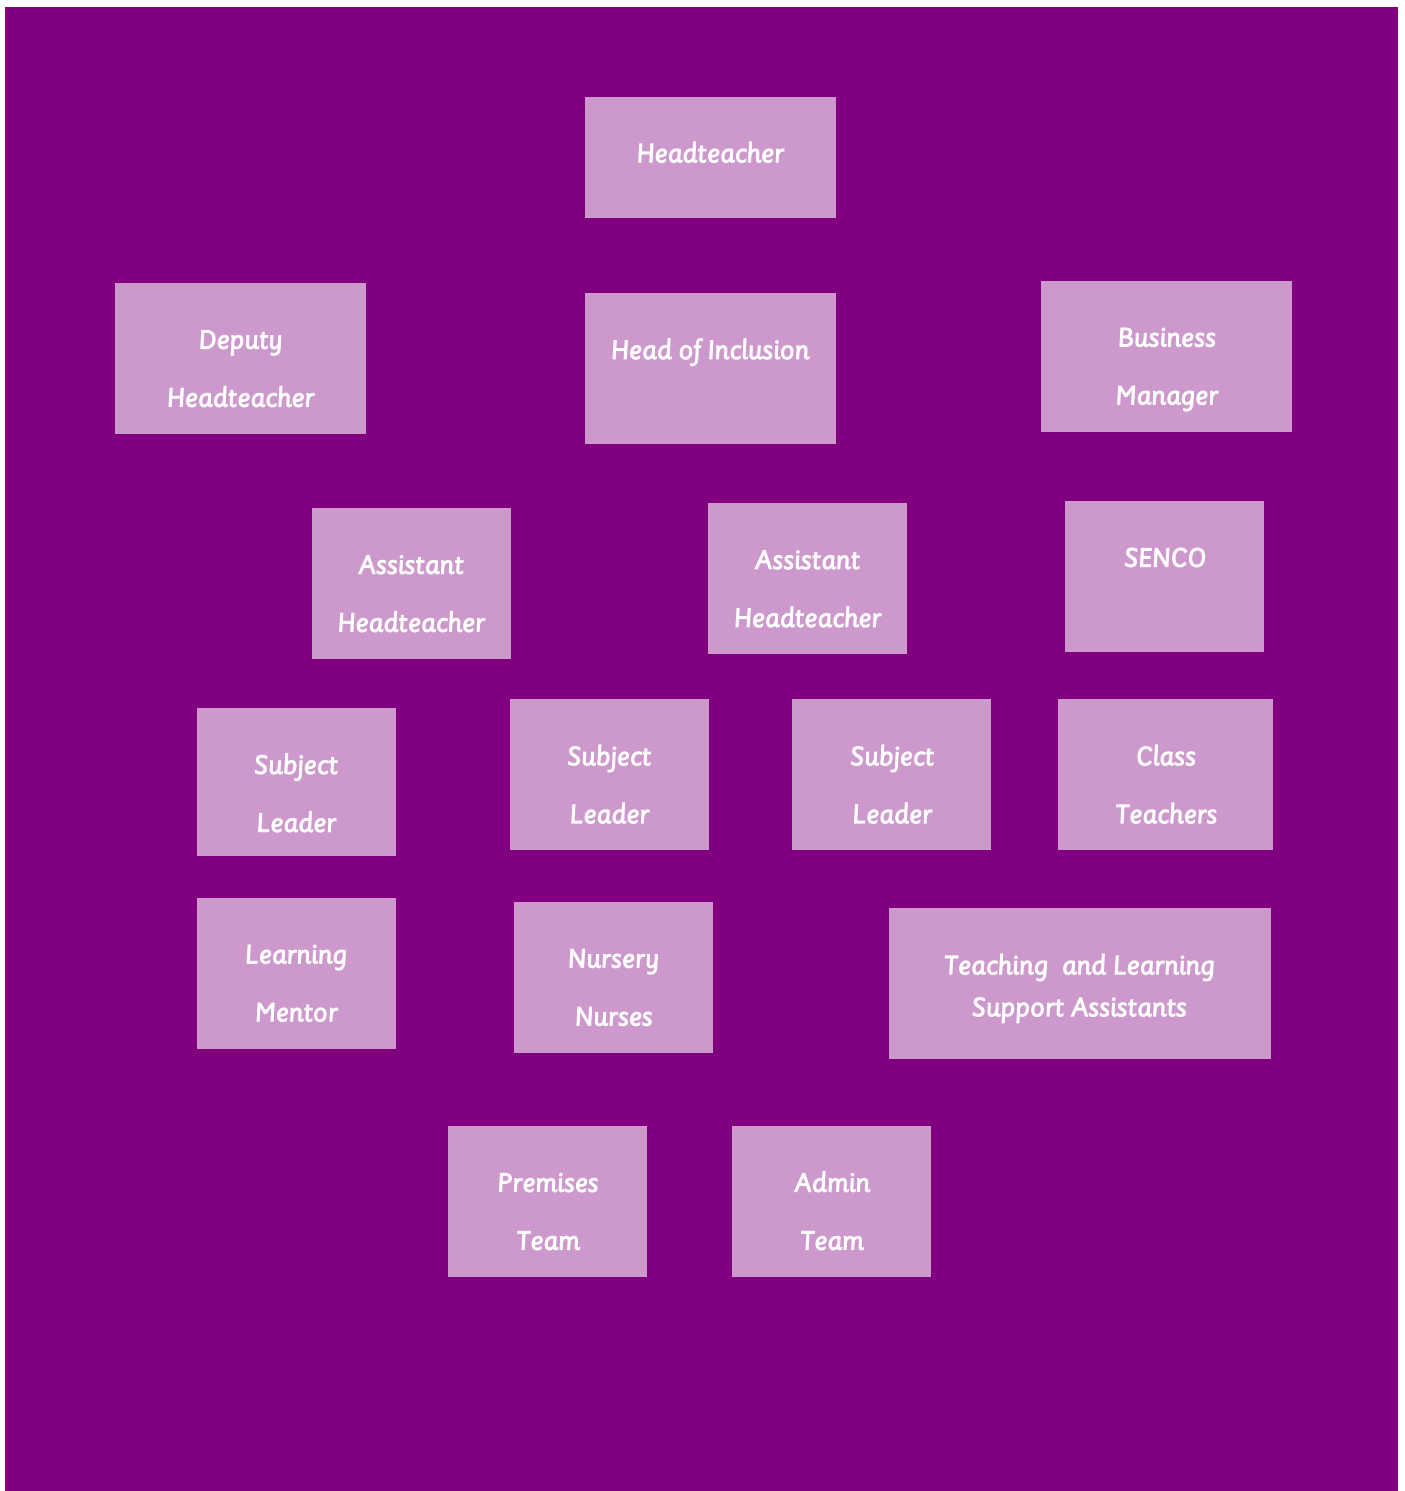 Headteacher
Deputy
Headteacher
Head of Inclusion
Business
Manager
Assistant
Headteacher
Assistant
Headteacher
SENCO
Subject
Leader
Subject
Leader
Subject
Leader
Class
Teachers
Learning
Mentor
Nursery
Nurses
Teaching  and Learning
Support Assistants
Premises
Team
Admin
Team